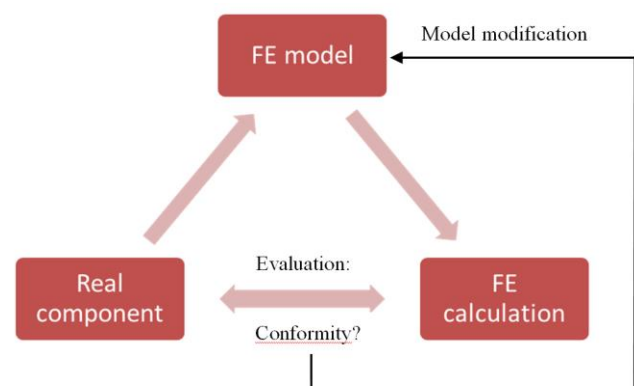 Model modification
FE model
Evaluation:
Real
component
FE
calculation
Conformity?